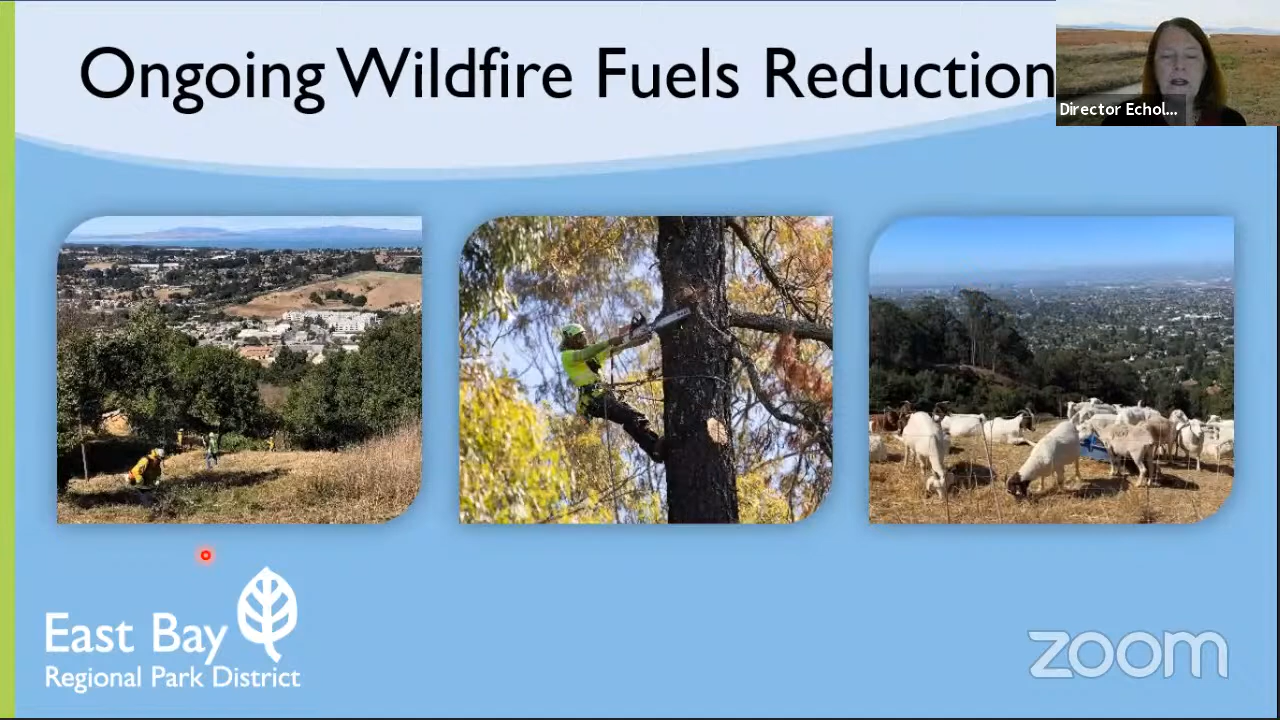 Ongoing Wildfire Fuels Reduction
Director Echol...
East Bay
Regional Park District
zoom